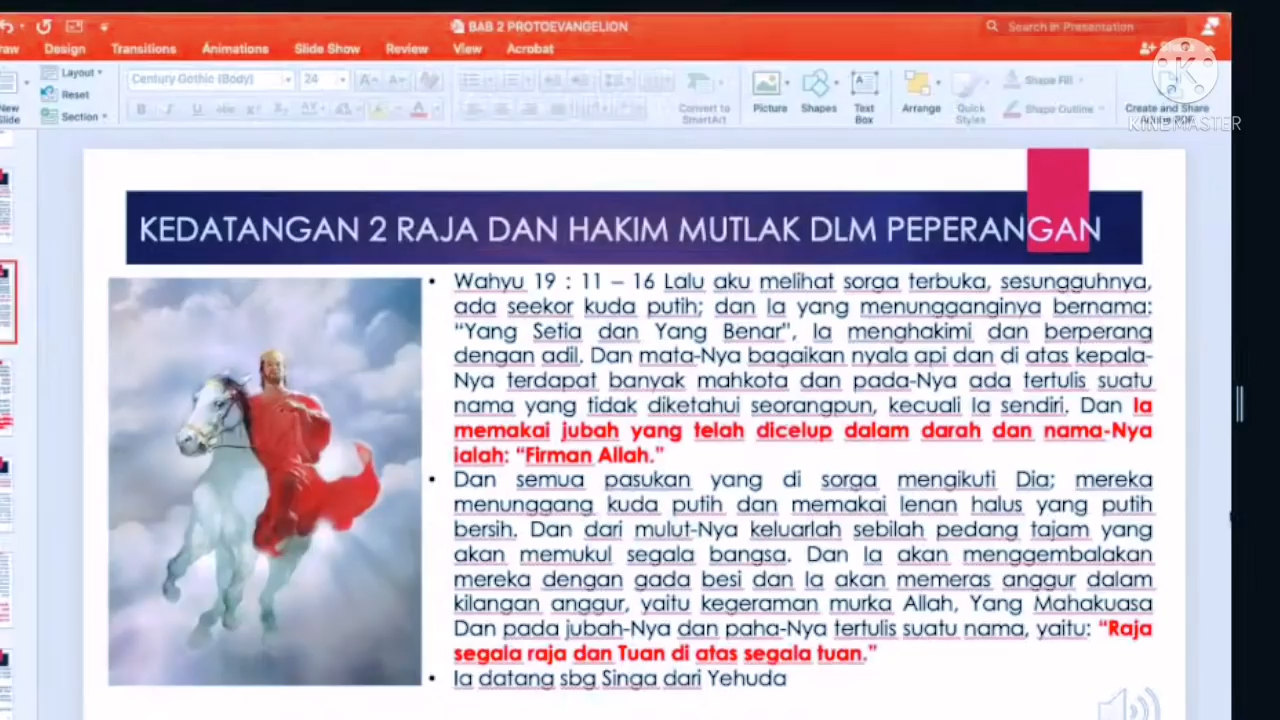 BAB 2 PROTOEVANGELION
Search in Presentation
Design Transitions Animations Slide Show Review View Acrobat
Share
Layout
Century Gothic (Body) 24
Reset
Section
New Slide
Convert to SmartArt
Picture Shapes Text Box Arrange Quick Styles
Shape Fill
Shape Outline
Create and Share
Adobe PDF
KINEMASTER
KEDATANGAN 2 RAJA DAN HAKIM MUTLAK DLM PEPERANGAN
• Wahyu 19 : 11 – 16 Lalu aku melihat sorga terbuka, sesungguhnya,
ada seekor kuda putih; dan Ia yang menungganginya bernama:
“Yang Setia dan Yang Benar”, Ia menghakimi dan berperang
dengan adil. Dan mata-Nya bagaikan nyala api dan di atas kepala-
Nya terdapat banyak mahkota dan pada-Nya ada tertulis suatu
nama yang tidak diketahui seorangpun, kecuali Ia sendiri. Dan Ia
memakai jubah yang telah dicelup dalam darah dan nama-Nya
ialah: “Firman Allah.”
• Dan semua pasukan yang di sorga mengikuti Dia; mereka
menunggang kuda putih dan memakai lenan halus yang putih
bersih. Dan dari mulut-Nya keluarlah sebilah pedang tajam yang
akan memukul segala bangsa. Dan Ia akan menggembalakan
mereka dengan gada besi dan Ia akan memeras anggur dalam
kilangan anggur, yaitu kegeraman murka Allah, Yang Mahakuasa
Dan pada jubah-Nya dan paha-Nya tertulis suatu nama, yaitu: “Raja
segala raja dan Tuan di atas segala tuan.”
• Ia datang sbg Singa dari Yehuda